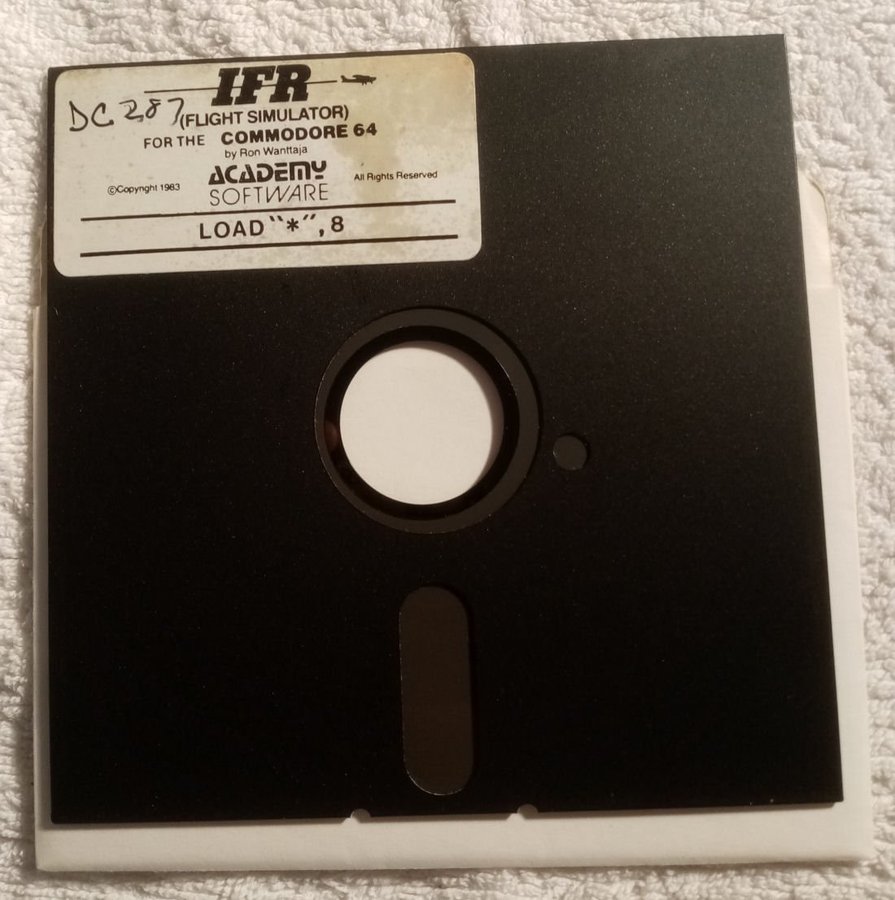 IFR
DC 287
(FLIGHT SIMULATOR)
FOR THE COMMODORE 64
by Ron Wanttaja
ACADEMY
SOFTWARE
©Copyright 1983
All Rights Reserved
LOAD "*",8